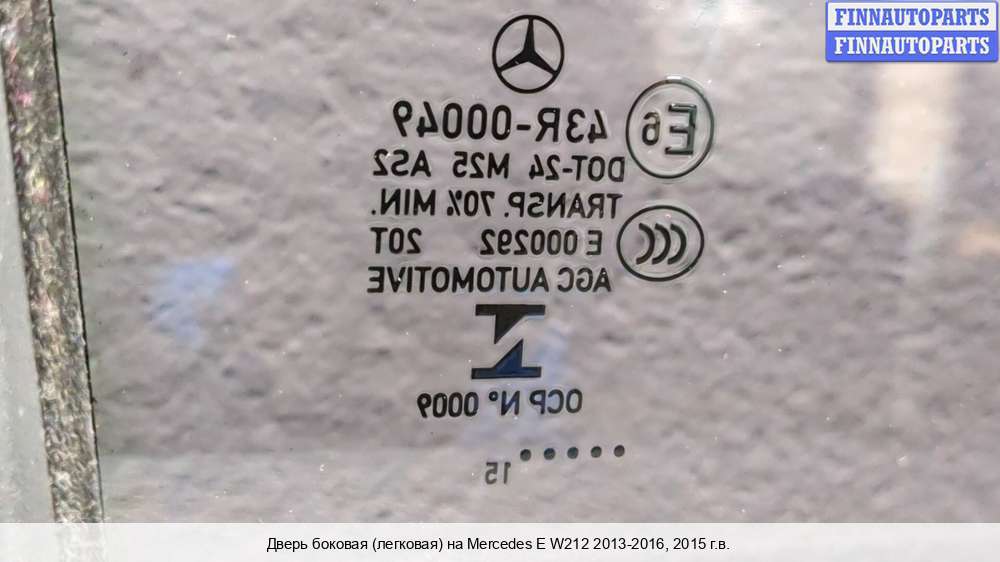 FINNAUTOPARTS
FINNAUTOPARTS
E6 43R-00049
DOT-24 M25 AS2
TRANSP. 70% MIN.
CCC E 000292 20T
AGC AUTOMOTIVE
OCP N° 0009
.....
15
Дверь боковая (легковая) на Mercedes E W212 2013-2016, 2015 г.в.